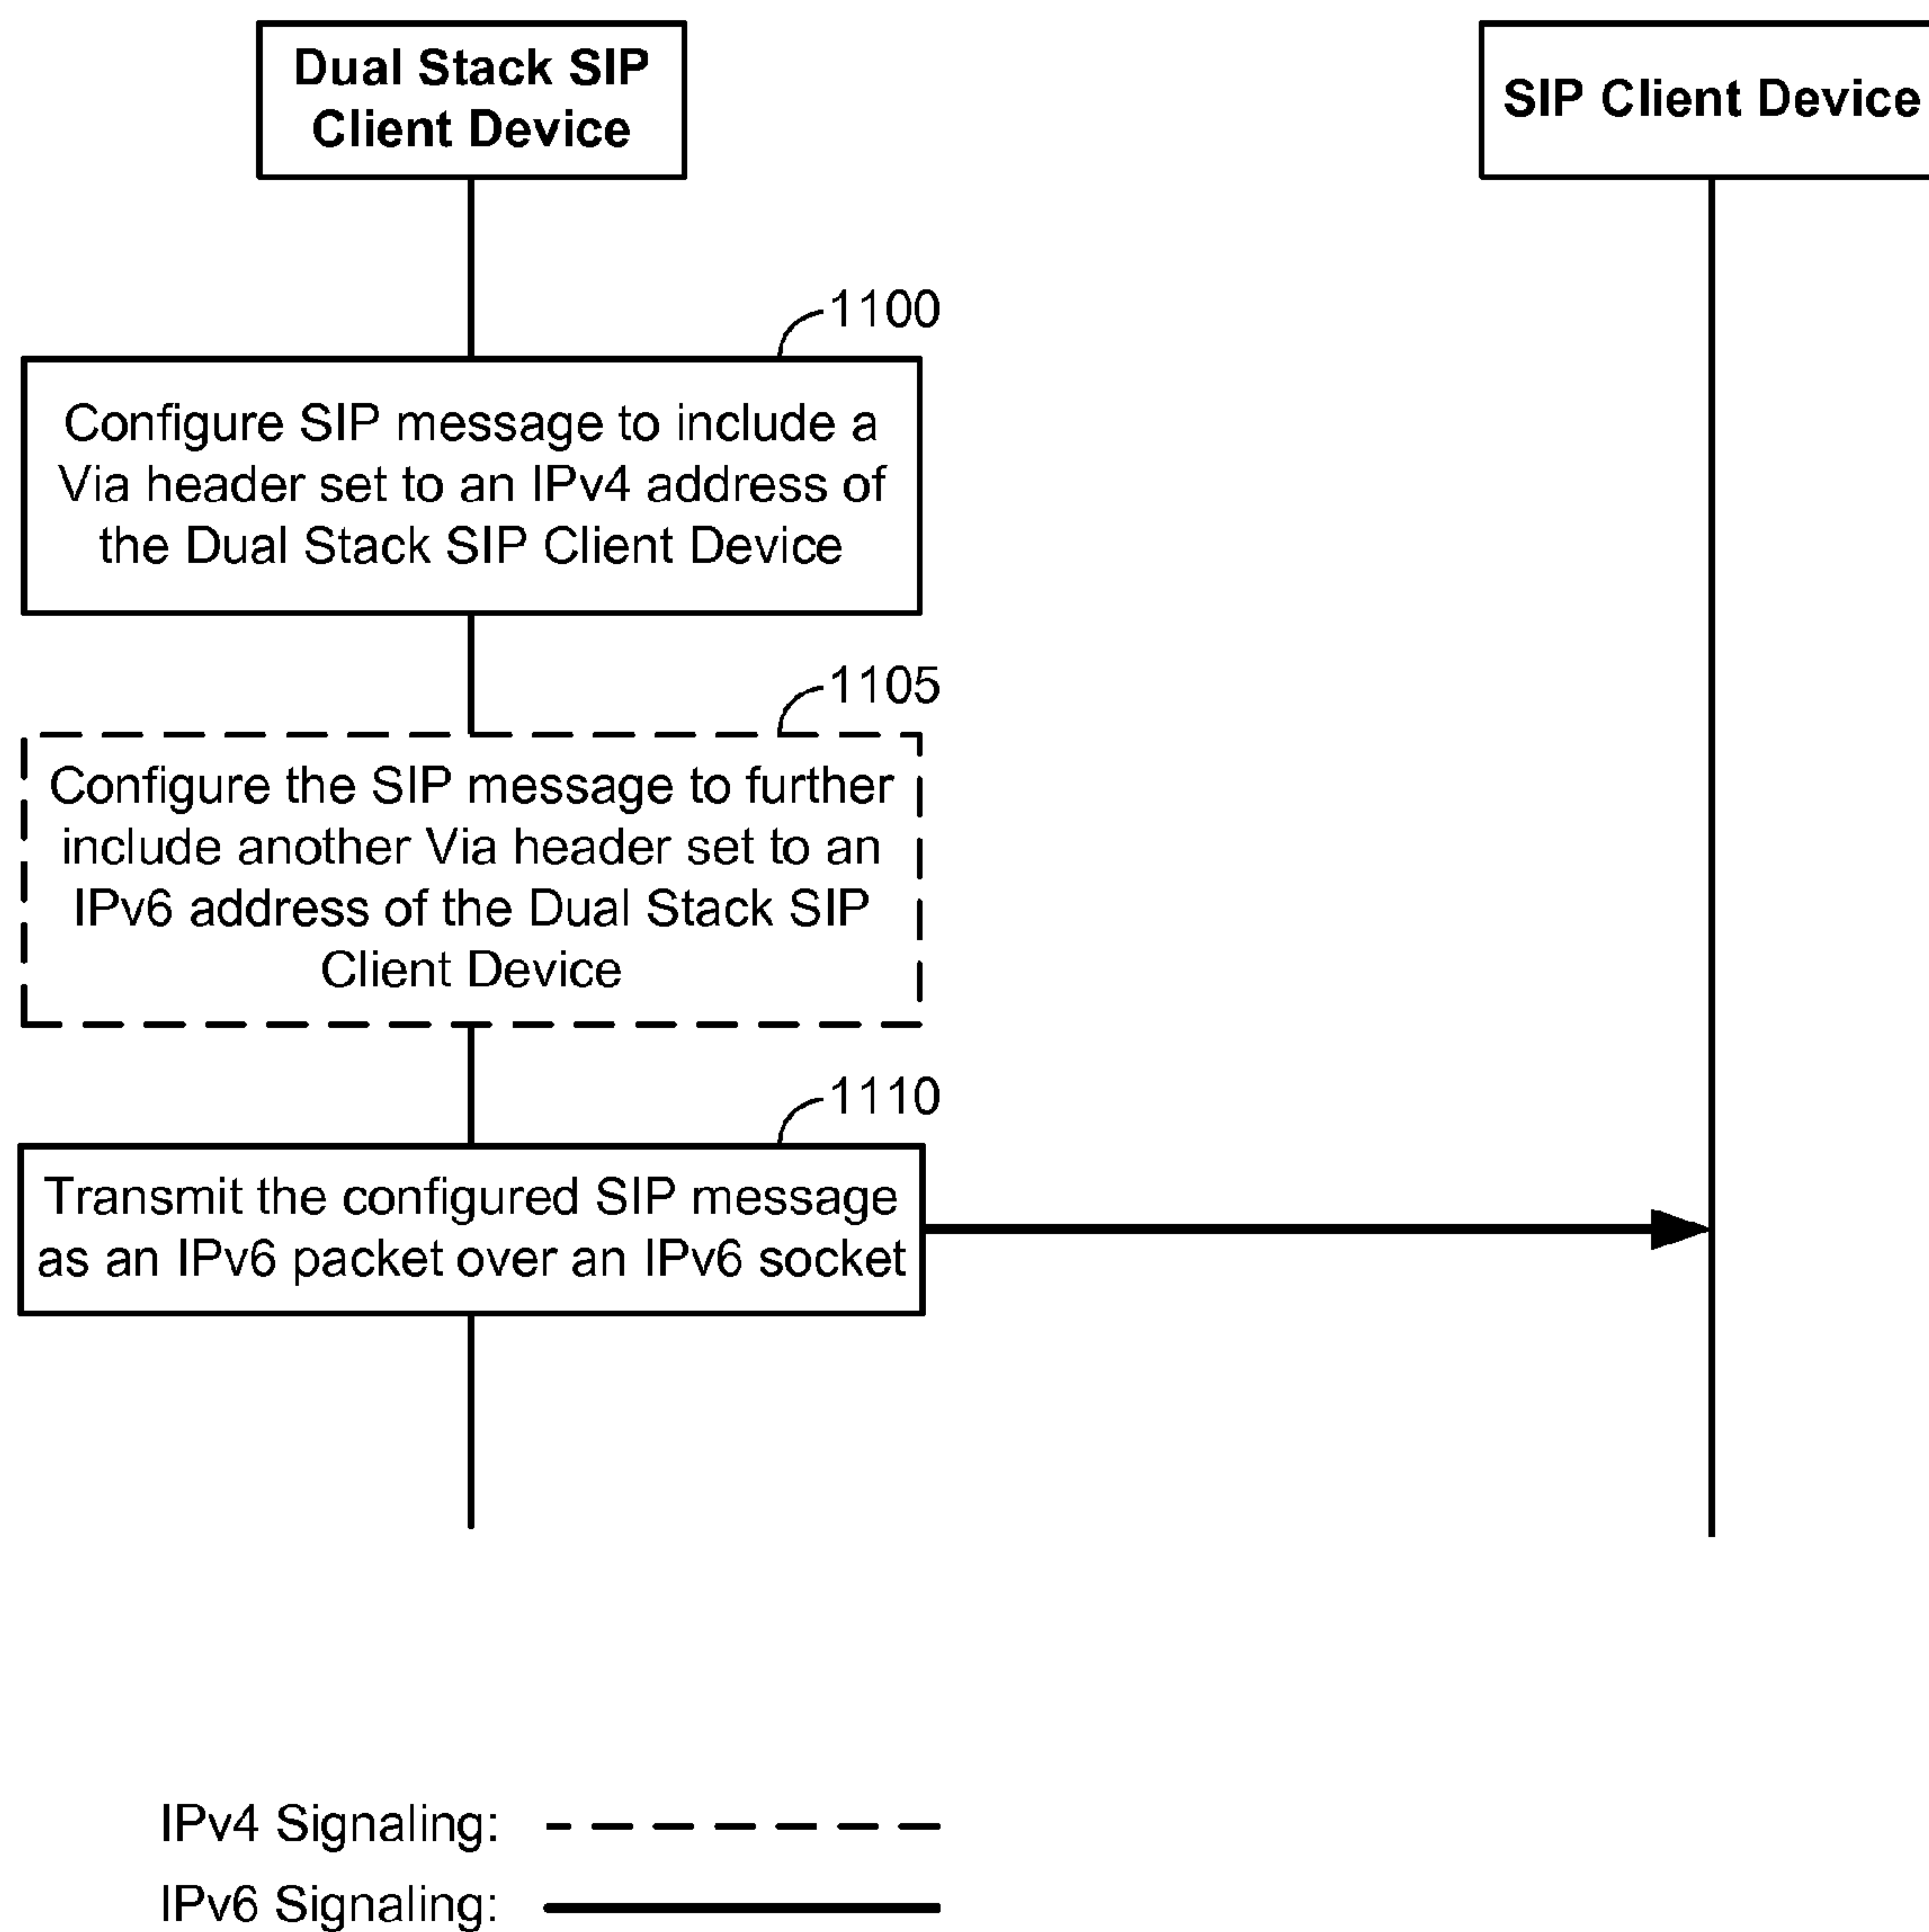 Dual Stack SIP
Client Device
SIP Client Device
1100
Configure SIP message to include a
Via header set to an IPv4 address of
the Dual Stack SIP Client Device
1105
Configure the SIP message to further
include another Via header set to an
IPv6 address of the Dual Stack SIP
Client Device
1110
Transmit the configured SIP message
as an IPv6 packet over an IPv6 socket
IPv4 Signaling:
IPv6 Signaling: